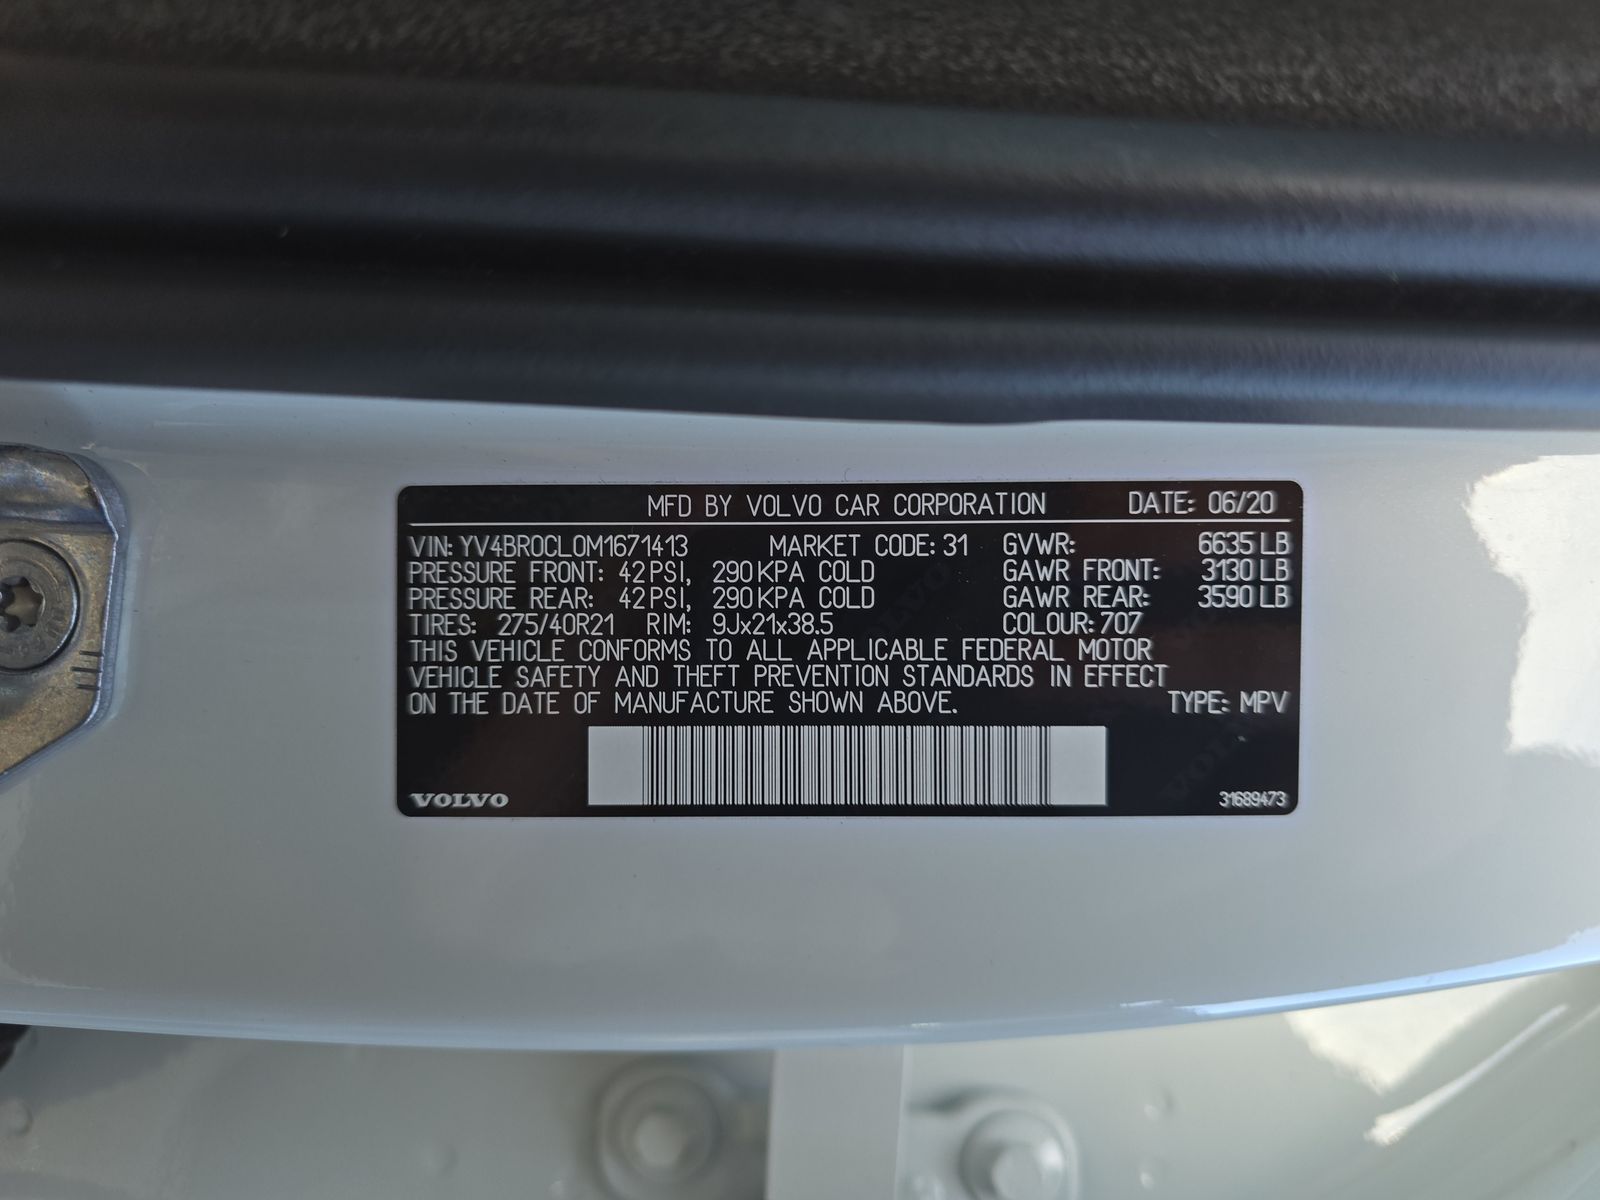 MFD BY VOLVO CAR CORPORATION DATE: 06/20
VIN: YV4BR0CL0M1671413 MARKET CODE: 31 GVWR: 6635 LB
PRESSURE FRONT: 42 PSI, 290 KPA COLD GAWR FRONT: 3130 LB
PRESSURE REAR: 42 PSI, 290 KPA COLD GAWR REAR: 3590 LB
TIRES: 275/40R21 RIM: 9Jx21x38.5 COLOUR: 707
THIS VEHICLE CONFORMS TO ALL APPLICABLE FEDERAL MOTOR
VEHICLE SAFETY AND THEFT PREVENTION STANDARDS IN EFFECT
ON THE DATE OF MANUFACTURE SHOWN ABOVE. TYPE: MPV
VOLVO 31689473